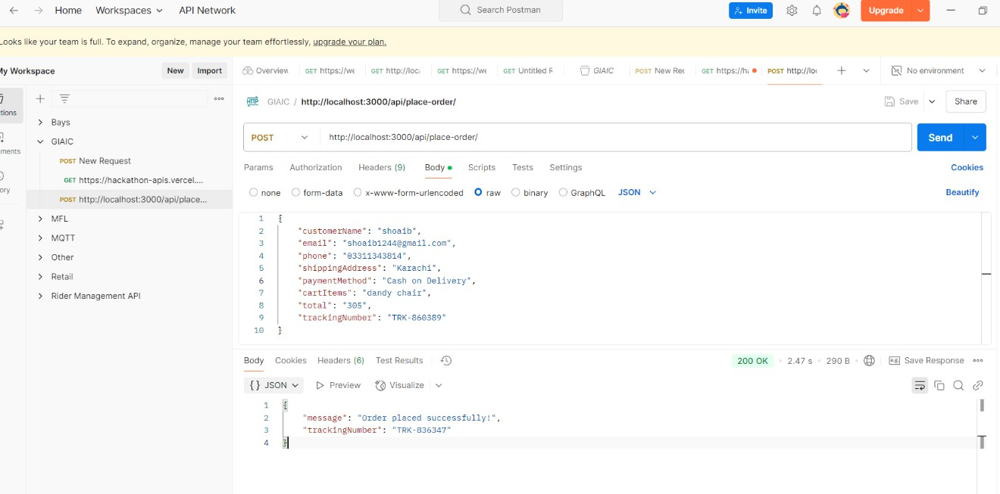 Home Workspaces API Network Search Postman Invite Upgrade
Looks like your team is full. To expand, organize, manage your team effortlessly, upgrade your plan.
My Workspace New Import
Overview GET https://we GET http://loc GET https://we GET Untitled R GIAIC POST New Rec GET https://ha POST http://lo No environment
HTTP GIAIC / http://localhost:3000/api/place-order/ Save Share
Bays
GIAIC
POST New Request
GET https://hackathon-apis.vercel....
POST http://localhost:3000/api/place...
MFL
MQTT
Other
Retail
Rider Management API
POST http://localhost:3000/api/place-order/ Send
Params Authorization Headers (9) Body Scripts Tests Settings Cookies
none form-data x-www-form-urlencoded raw binary GraphQL JSON Beautify
1 {
2 "customerName": "shoaib",
3 "email": "shoaib1244@gmail.com",
4 "phone": "03311343814",
5 "shippingAddress": "Karachi",
6 "paymentMethod": "Cash on Delivery",
7 "cartItems": "dandy chair",
8 "total": "305",
9 "trackingNumber": "TRK-860389"
10 }
Body Cookies Headers (6) Test Results 200 OK 2.47 s 290 B Save Response
{} JSON Preview Visualize
1 {
2 "message": "Order placed successfully!",
3 "trackingNumber": "TRK-836347"
4 }